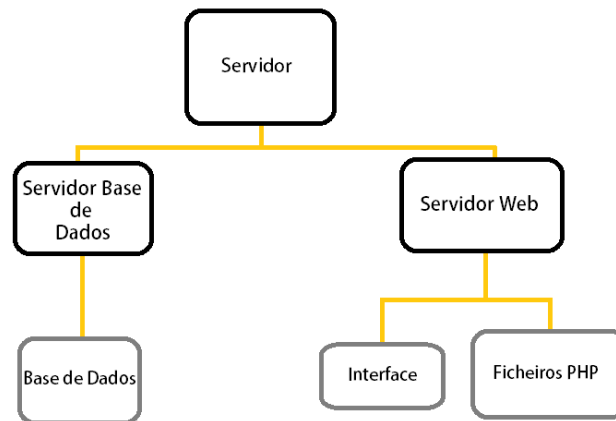 Servidor
Servidor Base
de
Dados
Servidor Web
Base de Dados
Interface
Ficheiros PHP